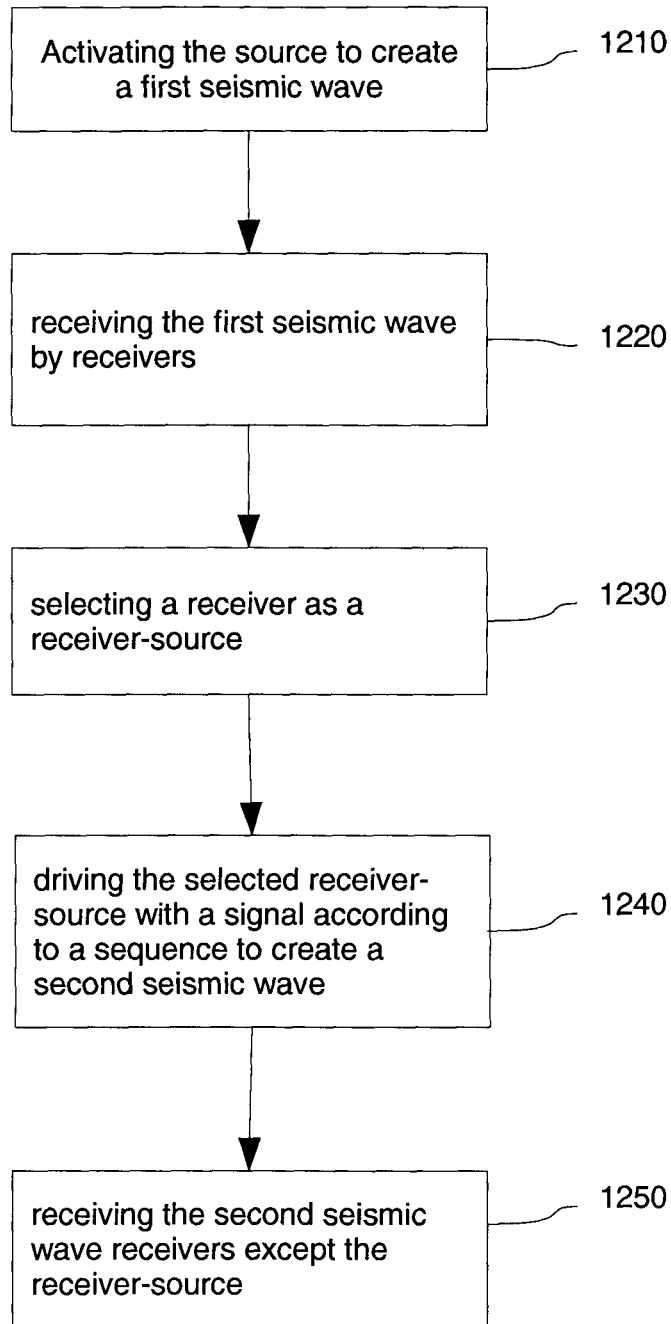 Activating the source to create
a first seismic wave
1210
receiving the first seismic wave
by receivers
1220
selecting a receiver as a
receiver-source
1230
driving the selected receiver-
source with a signal according
to a sequence to create a
second seismic wave
1240
receiving the second seismic
wave receivers except the
receiver-source
1250